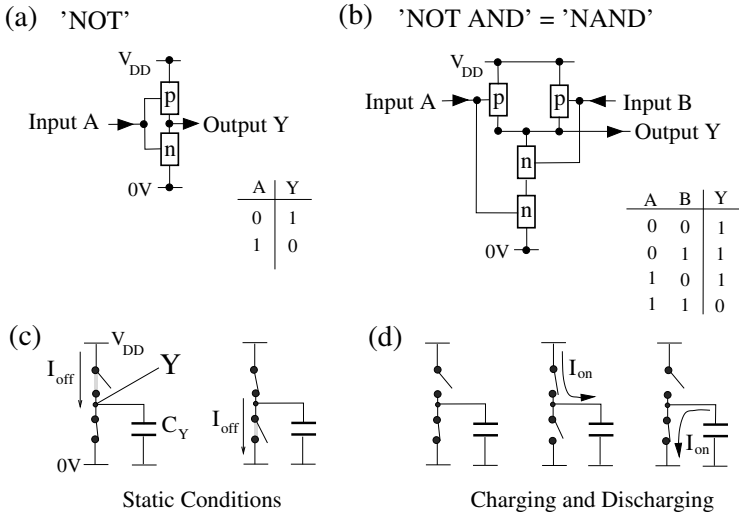 (a) 'NOT'
V_DD
p
Input A
Output Y
n
0V
A Y
0 1
1 0
(b) 'NOT AND' = 'NAND'
V_DD
p p
Input A
Input B
Output Y
n
n
0V
A B Y
0 0 1
0 1 1
1 0 1
1 1 0
(c)
V_DD
I_off
Y
C_Y
0V
I_off
Static Conditions
(d)
I_on
I_on
Charging and Discharging